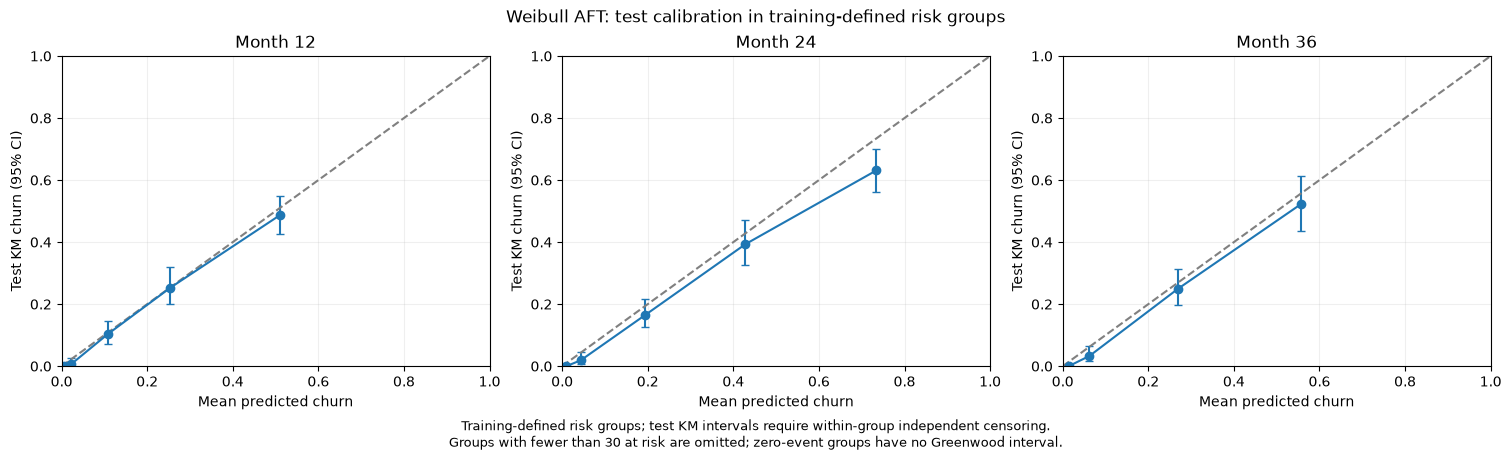 Weibull AFT: test calibration in training-defined risk groups
Month 12
Month 24
Month 36
Test KM churn (95% CI)
1.0
0.8
0.6
0.4
0.2
0.0
0.0 0.2 0.4 0.6 0.8 1.0
Mean predicted churn
Test KM churn (95% CI)
1.0
0.8
0.6
0.4
0.2
0.0
0.0 0.2 0.4 0.6 0.8 1.0
Mean predicted churn
Test KM churn (95% CI)
1.0
0.8
0.6
0.4
0.2
0.0
0.0 0.2 0.4 0.6 0.8 1.0
Mean predicted churn
Training-defined risk groups; test KM intervals require within-group independent censoring.
Groups with fewer than 30 at risk are omitted; zero-event groups have no Greenwood interval.